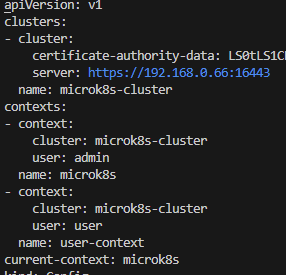 apiVersion: v1
clusters:
- cluster:
    certificate-authority-data: LS0tLS1C
    server: https://192.168.0.66:16443
  name: microk8s-cluster
contexts:
- context:
    cluster: microk8s-cluster
    user: admin
  name: microk8s
- context:
    cluster: microk8s-cluster
    user: user
  name: user-context
current-context: microk8s
kind: Config